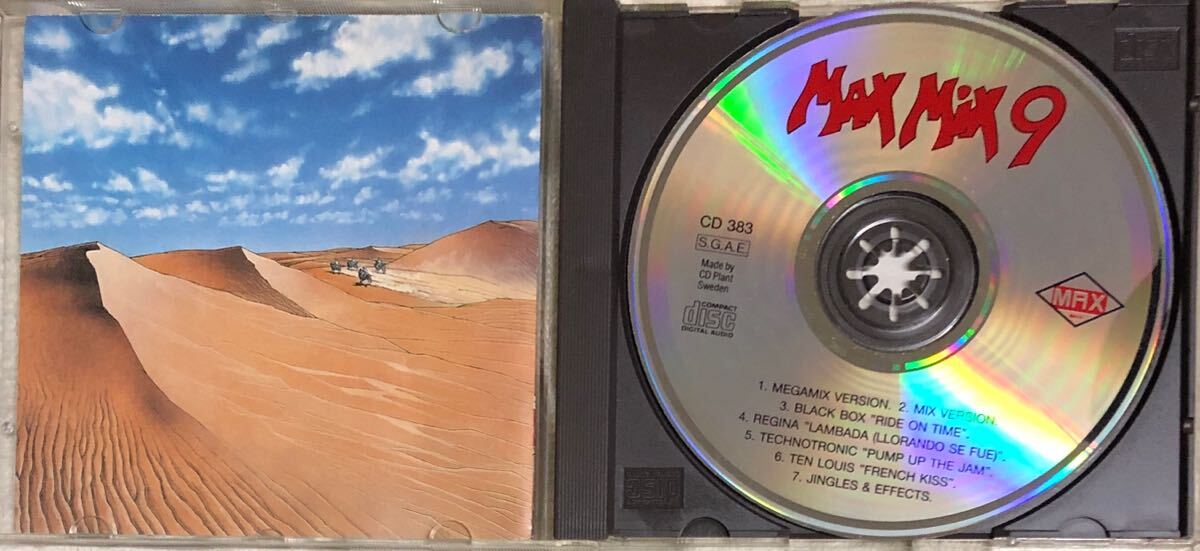 MAX MIX 9
CD 383
S.G.A.E.
Made by
CD Plant
Sweden
COMPACT
disc
DIGITAL AUDIO
MAX
1. MEGAMIX VERSION. 2. MIX VERSION.
3. BLACK BOX "RIDE ON TIME".
4. REGINA "LAMBADA (LLORANDO SE FUE)".
5. TECHNOTRONIC "PUMP UP THE JAM".
6. TEN LOUIS "FRENCH KISS".
7. JINGLES & EFFECTS.